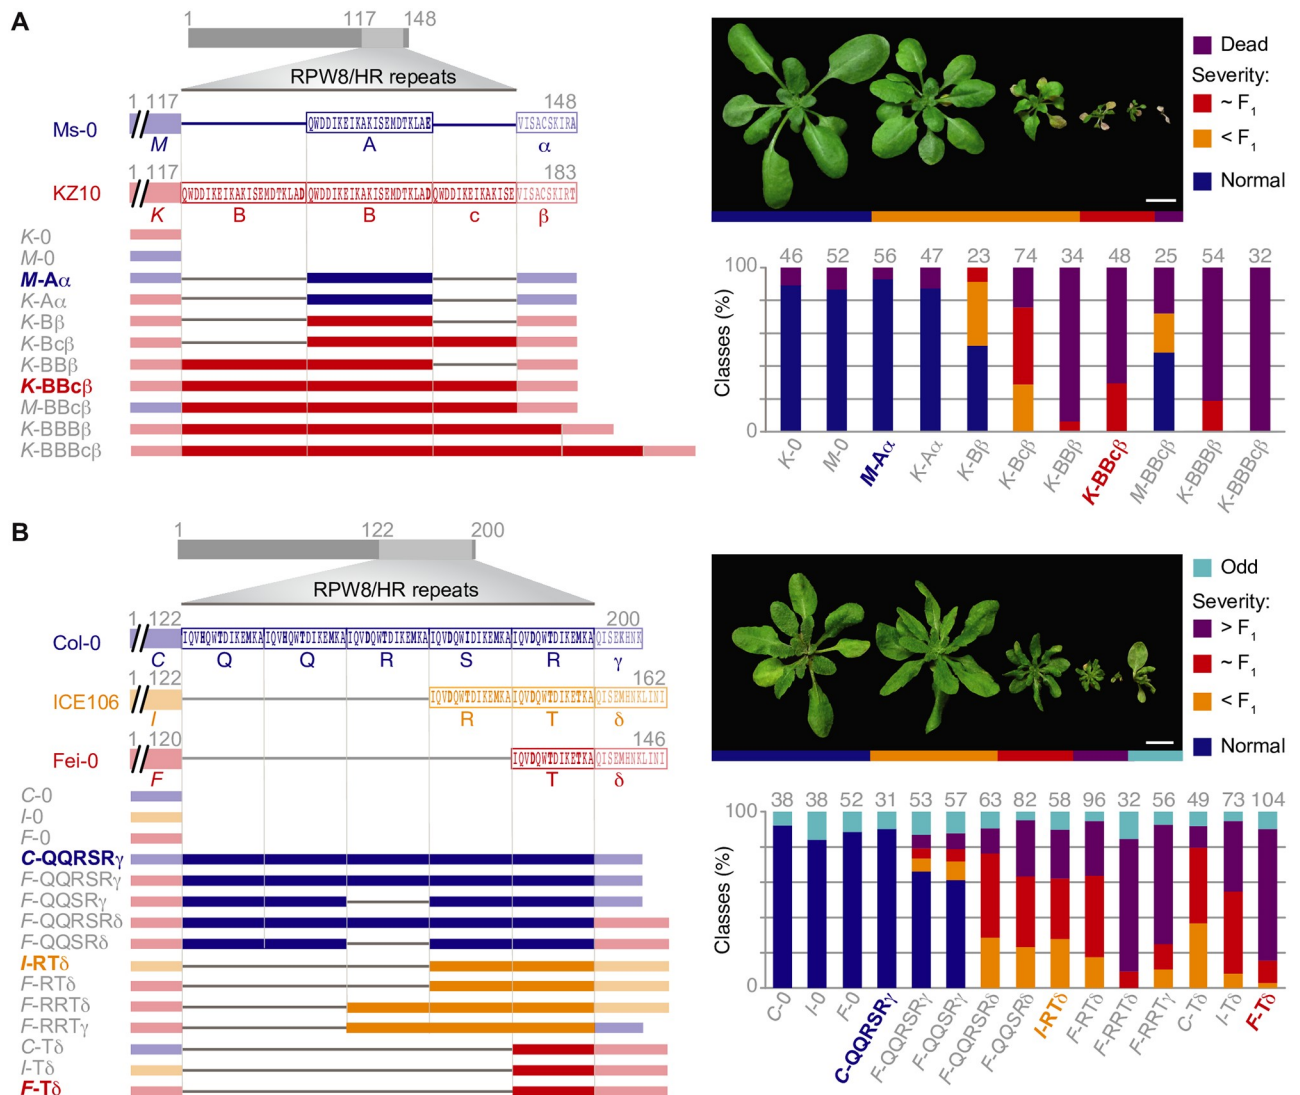 A
1 117 148
RPW8/HR repeats
1 117 148
Ms-0
QWDDIKEIKAKISEMDTKLAE VISACSKIRA
M A α
1 117 183
KZ10
QWDDIKEIKAKISEMDTKLAD QWDDIKEIKAKISEMDTKLAD QWDDIKEIKAKISE VISACSKIRT
K B B c β
K-0
M-0
M-Aα
K-Aα
K-Bβ
K-Bcβ
K-BBβ
K-BBcβ
M-BBcβ
K-BBBβ
K-BBBcβ
Dead
Severity:
~ F1
< F1
Normal
46 52 56 47 23 74 34 48 25 54 32
100
Classes (%)
0
K-0 M-0 M-Aα K-Aα K-Bβ K-Bcβ K-BBβ K-BBcβ M-BBcβ K-BBBβ K-BBBcβ
B
1 122 200
RPW8/HR repeats
1 122 200
Col-0
IQVHQWTDIKEMKA IQVHQWTDIKEMKA IQVDQWTDIKEMKA IQVDQWIDIKEMKA IQVDQWTDIKEMKA QISEKHNK
C Q Q R S R γ
1 122 162
ICE106
IQVDQWTDIKEMKA IQVDQWTDIKETKA QISEMHNKLINI
I R T δ
1 120 146
Fei-0
IQVDQWTDIKETKA QISEMHNKLINI
F T δ
C-0
I-0
F-0
C-QQRSRγ
F-QQRSRγ
F-QQSRγ
F-QQRSRδ
F-QQSRδ
I-RTδ
F-RTδ
F-RRTδ
F-RRTγ
C-Tδ
I-Tδ
F-Tδ
Odd
Severity:
> F1
~ F1
< F1
Normal
38 38 52 31 53 57 63 82 58 96 32 56 49 73 104
100
Classes (%)
0
C-0 I-0 F-0 C-QQRSRγ F-QQRSRγ F-QQSRγ F-QQRSRδ F-QQSRδ I-RTδ F-RTδ F-RRTδ F-RRTγ C-Tδ I-Tδ F-Tδ